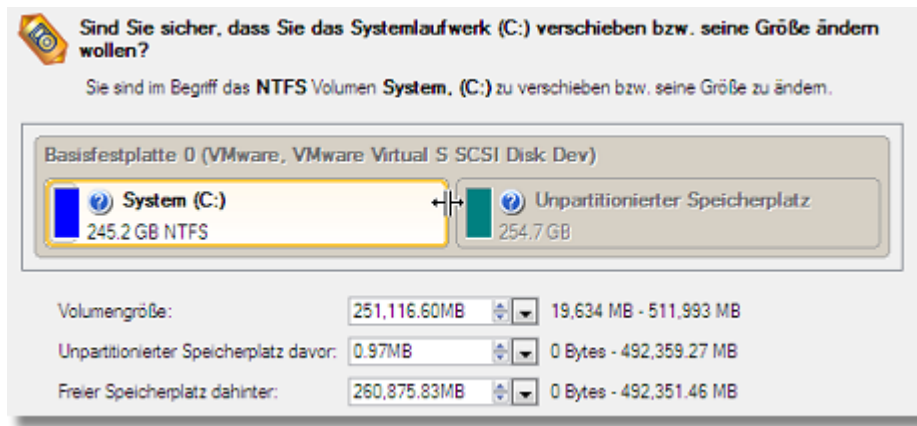 Sind Sie sicher, dass Sie das Systemlaufwerk (C:) verschieben bzw. seine Größe ändern
wollen?
Sie sind im Begriff das NTFS Volumen System, (C:) zu verschieben bzw. seine Größe zu ändern.
Basisfestplatte 0 (VMware, VMware Virtual S SCSI Disk Dev)
System (C:)
245.2 GB NTFS
Unpartitionierter Speicherplatz
254.7 GB
Volumengröße: 251,116.60MB 19,634 MB - 511,993 MB
Unpartitionierter Speicherplatz davor: 0.97MB 0 Bytes - 492,359.27 MB
Freier Speicherplatz dahinter: 260,875.83MB 0 Bytes - 492,351.46 MB